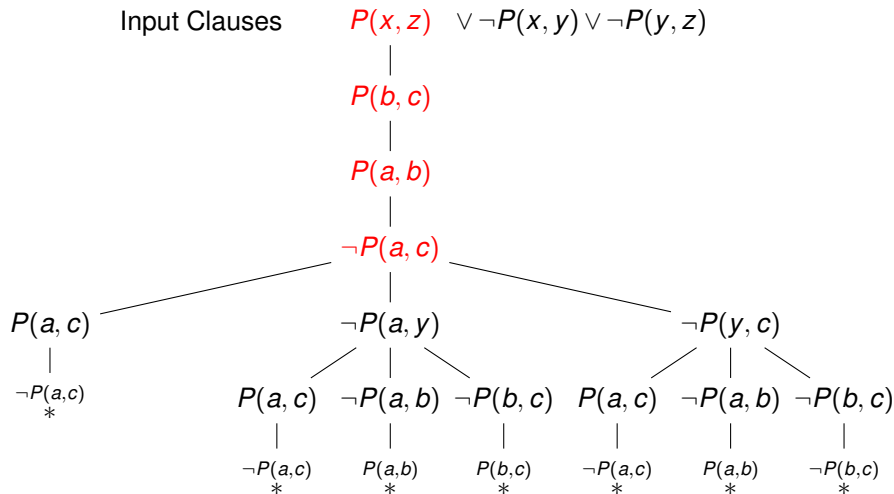 Input Clauses P(x, z) ∨ ¬P(x, y) ∨ ¬P(y, z)
P(b, c)
P(a, b)
¬P(a, c)
P(a, c) ¬P(a, y) ¬P(y, c)
¬P(a,c) P(a, c) ¬P(a, b) ¬P(b, c) P(a, c) ¬P(a, b) ¬P(b, c)
*
¬P(a,c) P(a,b) P(b,c) ¬P(a,c) P(a,b) ¬P(b,c)
* * * * * *